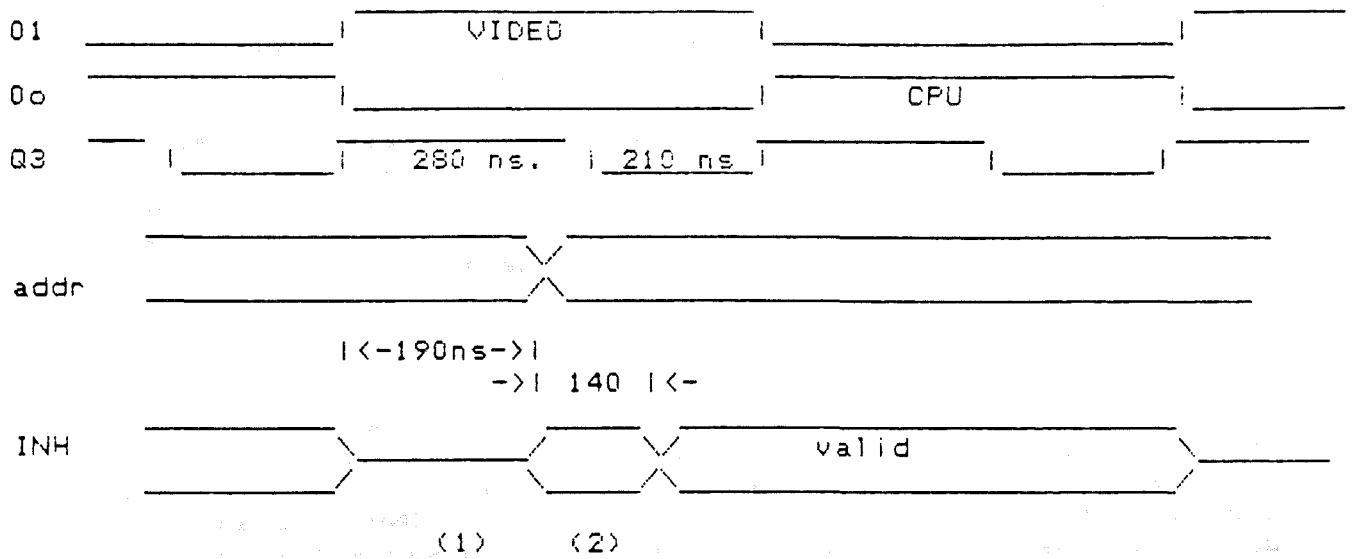 01 VIDEO
0o CPU
Q3 280 ns. 210 ns
addr
|<-190ns->|
->| 140 |<-
INH valid
(1) (2)